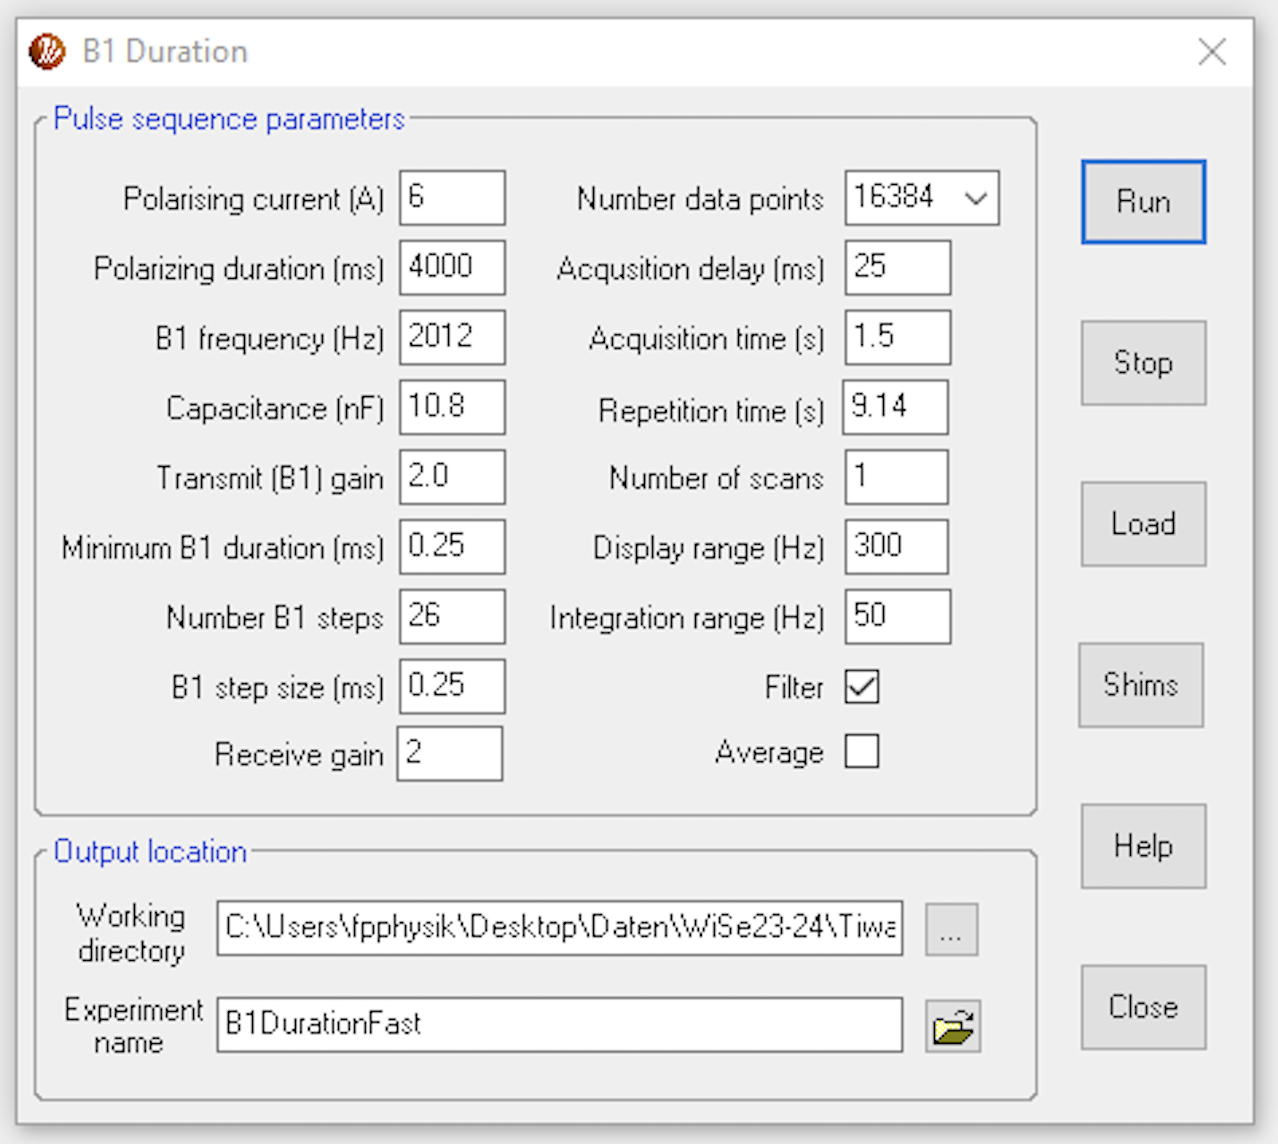 B1 Duration
Pulse sequence parameters
Polarising current (A) 6
Number data points 16384
Run
Polarizing duration (ms) 4000
Acqusition delay (ms) 25
B1 frequency (Hz) 2012
Acquisition time (s) 1.5
Stop
Capacitance (nF) 10.8
Repetition time (s) 9.14
Transmit (B1) gain 2.0
Number of scans 1
Load
Minimum B1 duration (ms) 0.25
Display range (Hz) 300
Number B1 steps 26
Integration range (Hz) 50
B1 step size (ms) 0.25
Filter
Shims
Receive gain 2
Average
Output location
Help
Working
directory
C:\Users\fpphysik\Desktop\Daten\WiSe23-24\Tiwa
...
Experiment
name
B1DurationFast
Close